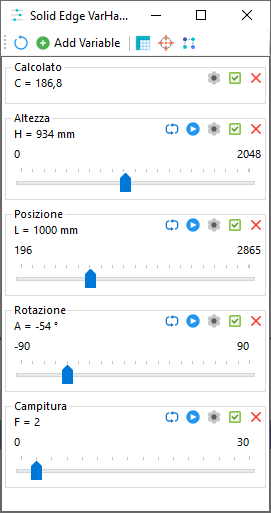 Solid Edge VarHa...
Add Variable
Calcolato
C = 186,8
Altezza
H = 934 mm
0 2048
Posizione
L = 1000 mm
196 2865
Rotazione
A = -54 °
-90 90
Campitura
F = 2
0 30